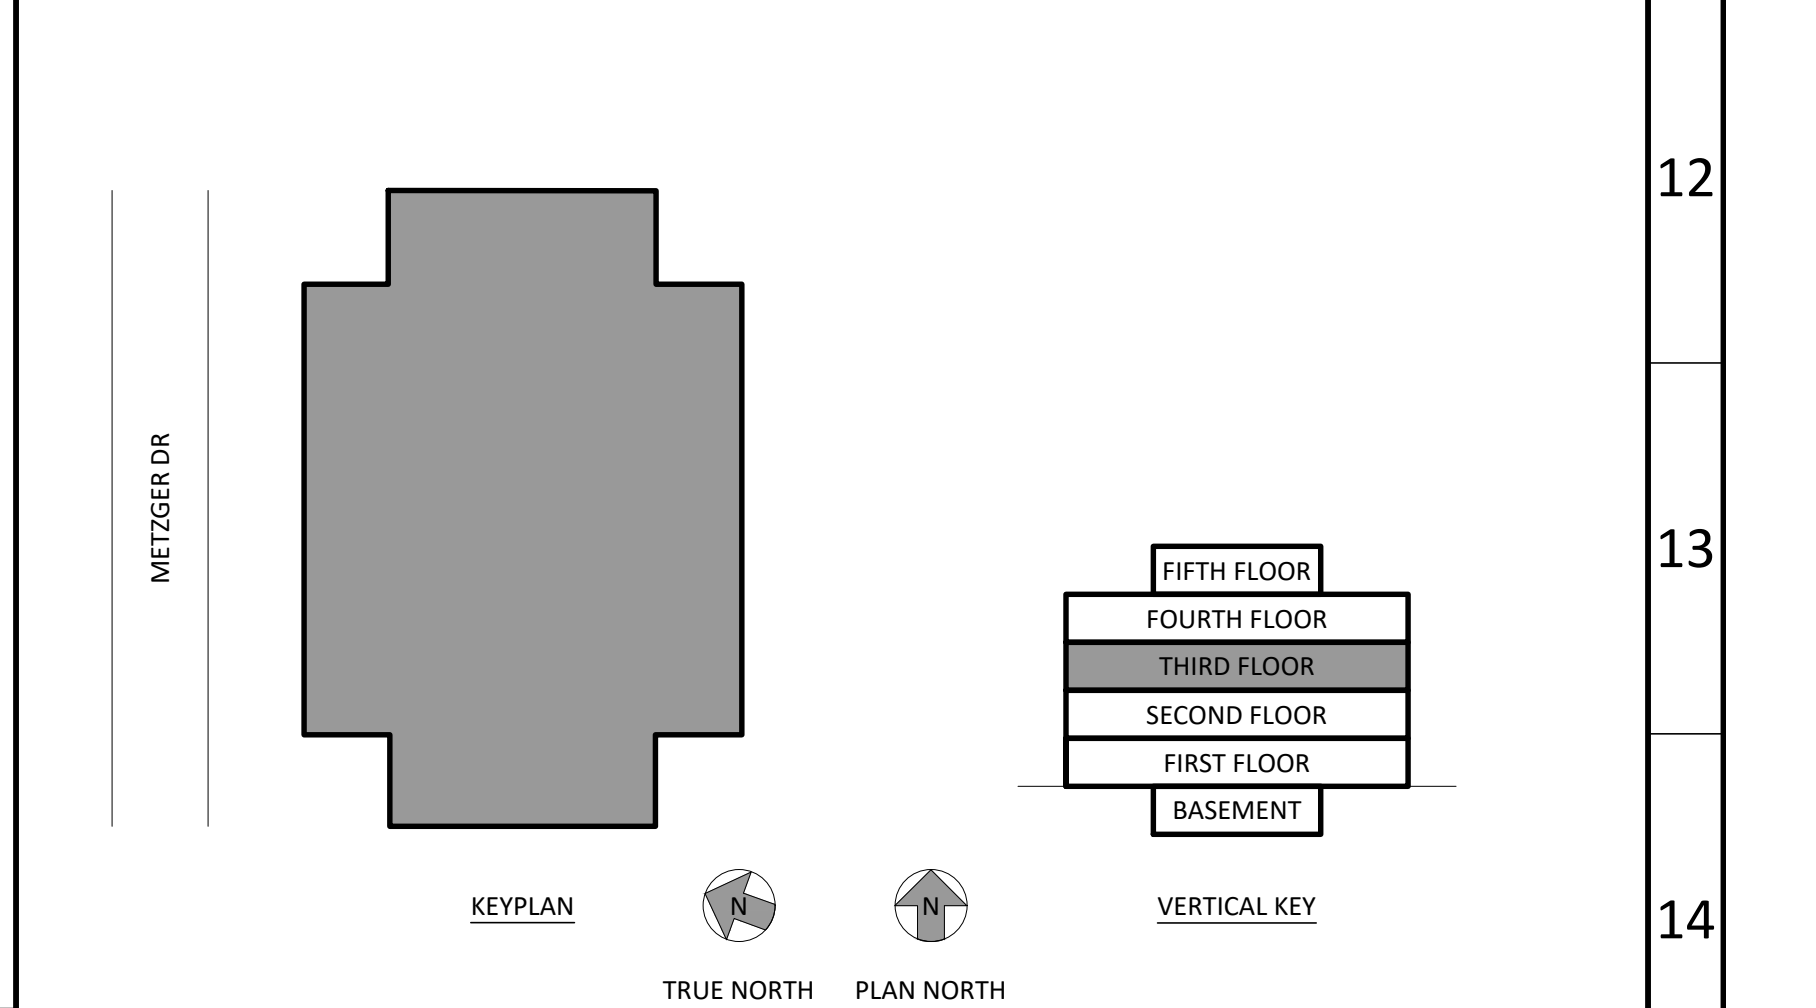 12
METZGER DR
13
FIFTH FLOOR
FOURTH FLOOR
THIRD FLOOR
SECOND FLOOR
FIRST FLOOR
BASEMENT
KEYPLAN
N
N
VERTICAL KEY
14
TRUE NORTH
PLAN NORTH